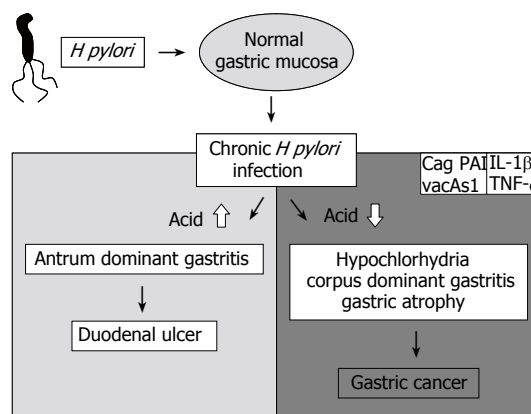 H pylori
Normal
gastric mucosa
Chronic H pylori
infection
Cag PAI
vacAs1
IL-1β
Acid
Acid
Antrum dominant gastritis
Hypochlorhydria
corpus dominant gastritis
gastric atrophy
Duodenal ulcer
Gastric cancer